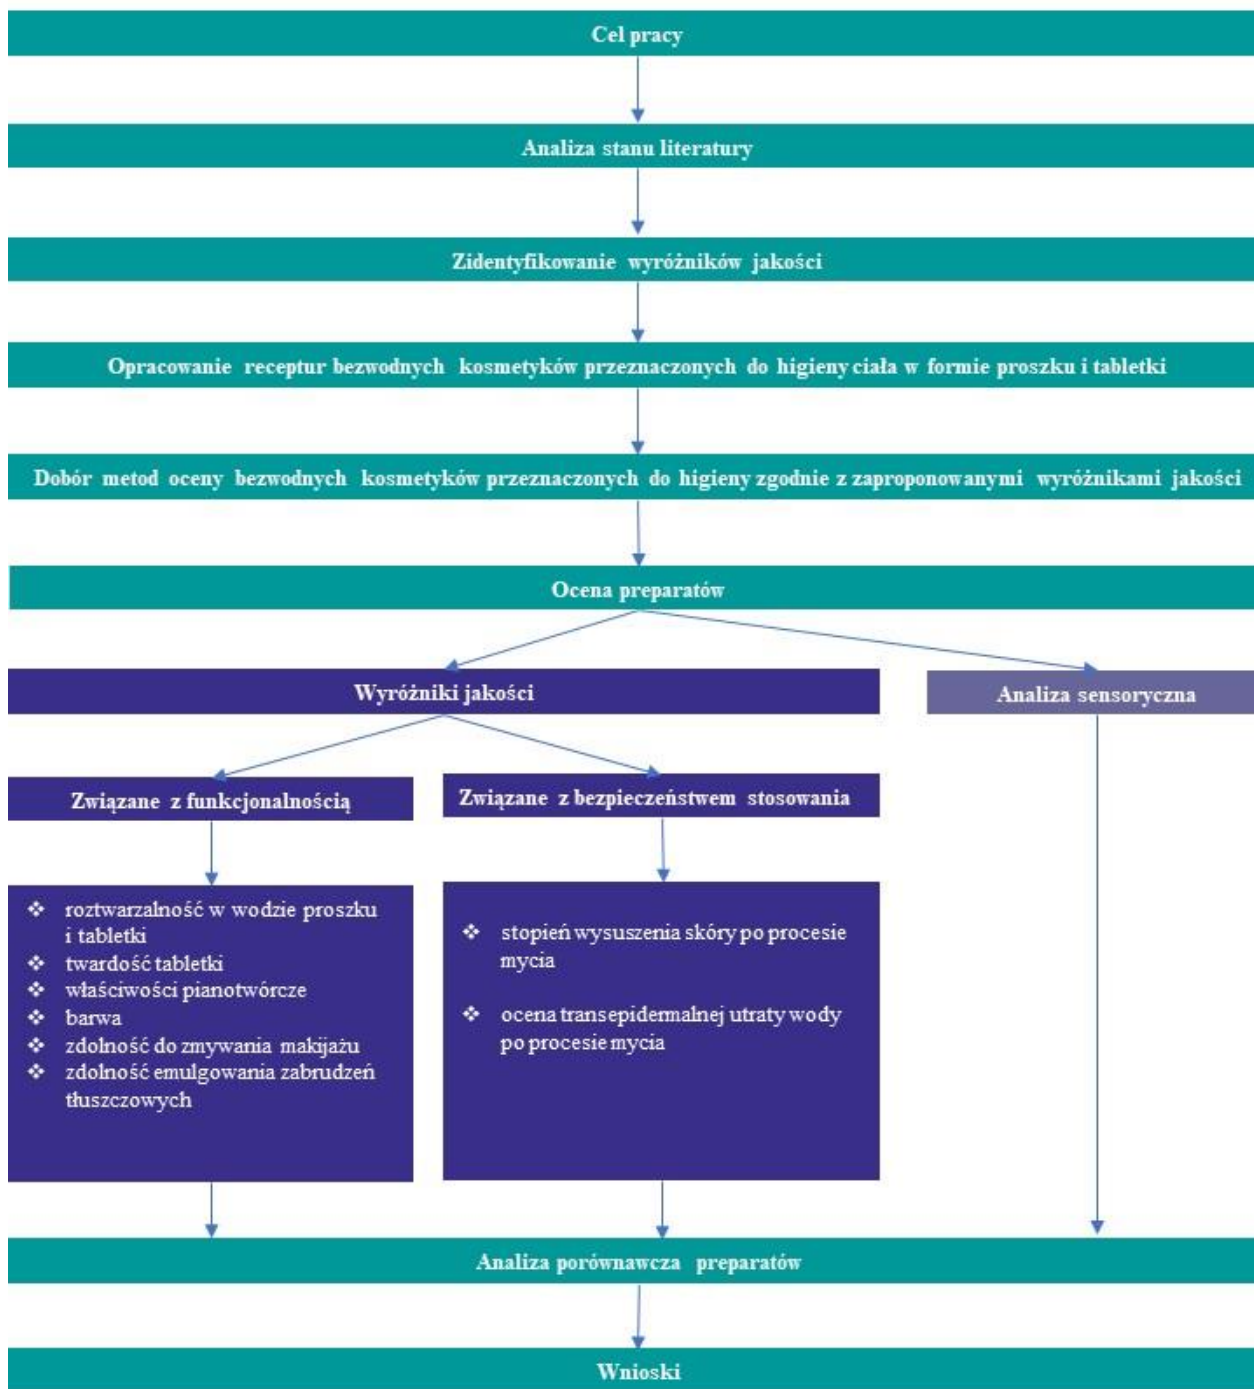 Cel pracy
Analiza stanu literatury
Zidentyfikowanie wyróżników jakości
Opracowanie receptur bezwodnych kosmetyków przeznaczonych do higieny ciała w formie proszku i tabletki
Dobór metod oceny bezwodnych kosmetyków przeznaczonych do higieny zgodnie z zaproponowanymi wyróżnikami jakości
Ocena preparatów
Wyróżniki jakości
Analiza sensoryczna
Związane z funkcjonalnością
Związane z bezpieczeństwem stosowania
❖ roztwarzalność w wodzie proszku
i tabletki
❖ twardość tabletki
❖ właściwości pianotwórcze
❖ barwa
❖ zdolność do zmywania makijażu
❖ zdolność emulgowania zabrudzeń
tłuszczowych
❖ stopień wysuszenia skóry po procesie
mycia
❖ ocena transepidermalnej utraty wody
po procesie mycia
Analiza porównawcza preparatów
Wnioski